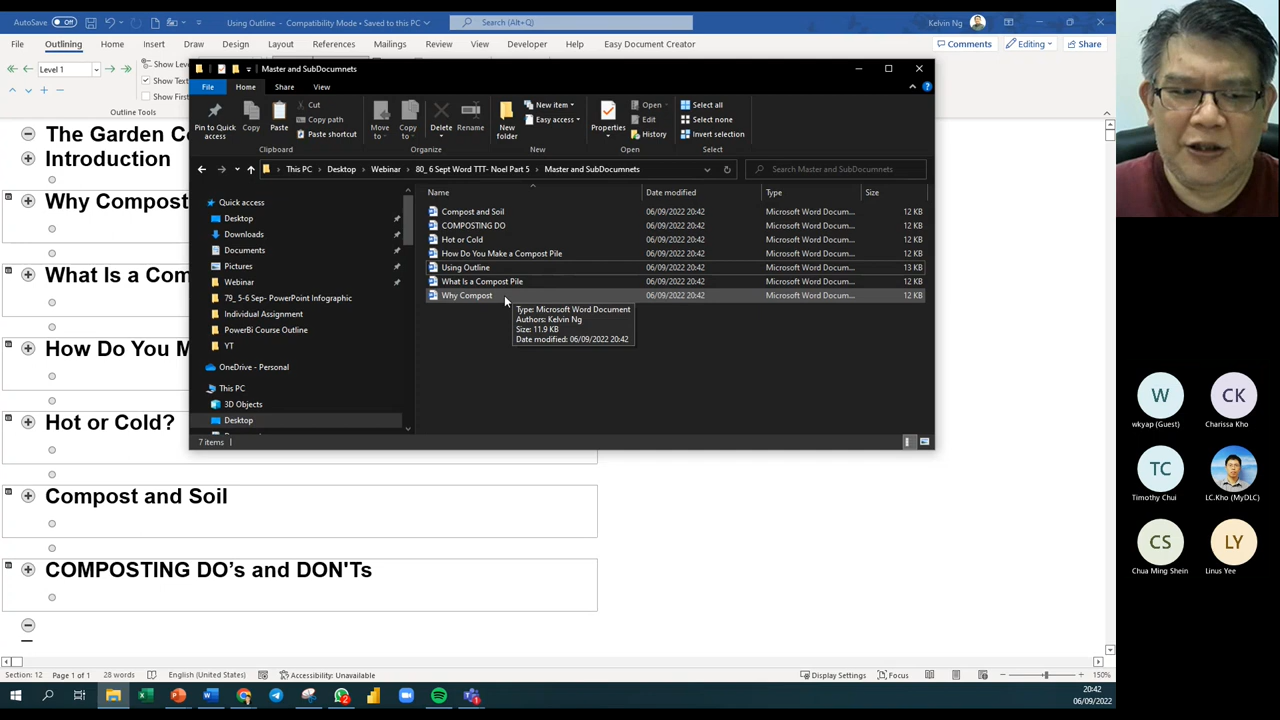 AutoSave Off
Using Outline - Compatibility Mode • Saved to this PC
Search (Alt+Q)
Kelvin Ng
File Outlining Home Insert Draw Design Layout References Mailings Review View Developer Help Easy Document Creator
Comments Editing Share
Level 1
Show Leve
Show Text
Show First
Outline Tools
Master and SubDocumnets
File Home Share View
Pin to Quick access
Copy
Paste
Cut
Copy path
Paste shortcut
Clipboard
Move to
Copy to
Delete
Rename
Organize
New folder
New item
Easy access
New
Properties
Open
Edit
History
Open
Select all
Select none
Invert selection
Select
This PC > Desktop > Webinar > 80_ 6 Sept Word TTT- Noel Part 5 > Master and SubDocumnets
Search Master and SubDocumnets
Name Date modified Type Size
Compost and Soil 06/09/2022 20:42 Microsoft Word Docum... 12 KB
COMPOSTING DO 06/09/2022 20:42 Microsoft Word Docum... 12 KB
Hot or Cold 06/09/2022 20:42 Microsoft Word Docum... 12 KB
How Do You Make a Compost Pile 06/09/2022 20:42 Microsoft Word Docum... 12 KB
Using Outline 06/09/2022 20:42 Microsoft Word Docum... 13 KB
What Is a Compost Pile 06/09/2022 20:42 Microsoft Word Docum... 12 KB
Why Compost 06/09/2022 20:42 Microsoft Word Docum... 12 KB
Type: Microsoft Word Document
Authors: Kelvin Ng
Size: 11.9 KB
Date modified: 06/09/2022 20:42
Quick access
Desktop
Downloads
Documents
Pictures
Webinar
79_ 5-6 Sep- PowerPoint Infographic
Individual Assignment
PowerBi Course Outline
YT
OneDrive - Personal
This PC
3D Objects
Desktop
7 items
The Garden Co
Introduction
Why Compost
What Is a Com
How Do You M
Hot or Cold?
Compost and Soil
COMPOSTING DO’s and DON'Ts
W
wkyap (Guest)
CK
Charissa Kho
TC
Timothy Chui
LC.Kho (MyDLC)
CS
Chua Ming Shein
LY
Linus Yee
Section: 12 Page 1 of 1 28 words English (United States) Accessibility: Unavailable
Display Settings Focus 150%
20:42
06/09/2022